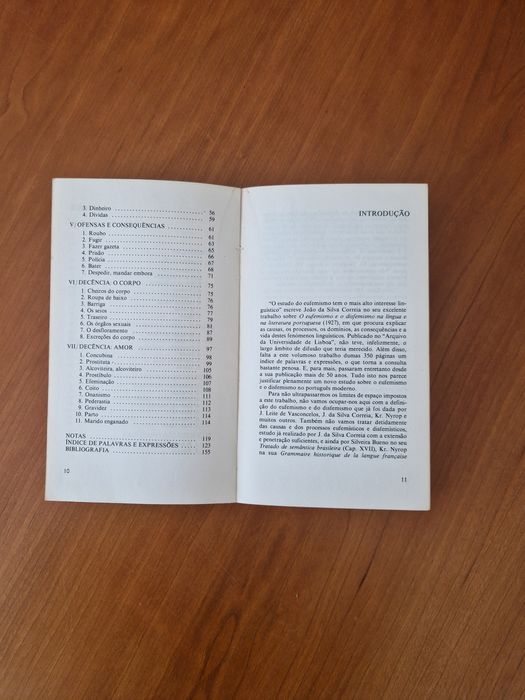 3. Dinheiro ........ 56
4. Dívidas ........ 59
V: OFENSAS E CONSEQUÊNCIAS ........ 61
1. Roubo ........ 61
2. Fugir ........ 63
3. Fazer gazeta ........ 65
4. Prisão ........ 66
5. Polícia ........ 67
6. Bater ........ 68
7. Despedir, mandar embora ........ 71
VI: DECÊNCIA: O CORPO ........ 75
1. Cheiros do corpo ........ 75
2. Roupa de baixo ........ 76
3. Barriga ........ 76
4. Os seios ........ 77
5. Traseiro ........ 79
6. Os órgãos sexuais ........ 81
7. O desfloramento ........ 87
8. Excreções do corpo ........ 89
VII: DECÊNCIA: AMOR ........ 97
1. Concubina ........ 98
2. Prostituta ........ 99
3. Alcoviteira, alcoviteiro ........ 105
4. Prostíbulo ........ 106
5. Efeminação ........ 107
6. Coito ........ 108
7. Onanismo ........ 111
8. Pederastia ........ 112
9. Gravidez ........ 113
10. Parto ........ 114
11. Marido enganado ........ 114
NOTAS ........ 119
ÍNDICE DE PALAVRAS E EXPRESSÕES ........ 123
BIBLIOGRAFIA ........ 155
10
INTRODUÇÃO
"O estudo do eufemismo tem o mais alto interesse lin-
guístico" escreve João da Silva Correia no seu excelente
trabalho sobre O eufemismo e o disfemismo na língua e
na literatura portuguesa (1927), em que procura explicar
as causas, os processos, os domínios, as consequências e a
vida destes fenómenos linguísticos. Publicado no "Arquivo
da Universidade de Lisboa", não teve, infelizmente, o
largo âmbito de difusão que teria merecido. Além disso,
falta a este volumoso trabalho dumas 350 páginas um
índice de palavras e expressões, o que torna a consulta
bastante penosa. E, para mais, passaram entretanto desde
a sua publicação mais de 50 anos. Tudo isto nos parece
justificar plenamente um novo estudo sobre o eufemismo
e o disfemismo no português moderno.
Para não ultrapassarmos os limites de espaço impostos
a este trabalho, não vamos ocupar-nos aqui com a defini-
ção do eufemismo e do disfemismo que já foi dada por
J. Leite de Vasconcelos, J. da Silva Correia, Kr. Nyrop e
muitos outros. Também não vamos tratar detidamente
das causas e dos processos eufemísticos e disfemísticos,
estudo já realizado por J. da Silva Correia com a extensão
e penetração suficientes, e ainda por Silveira Bueno no seu
Tratado de semântica brasileira (Cap. XVII), Kr. Nyrop
na sua Grammaire historique de la langue française
11